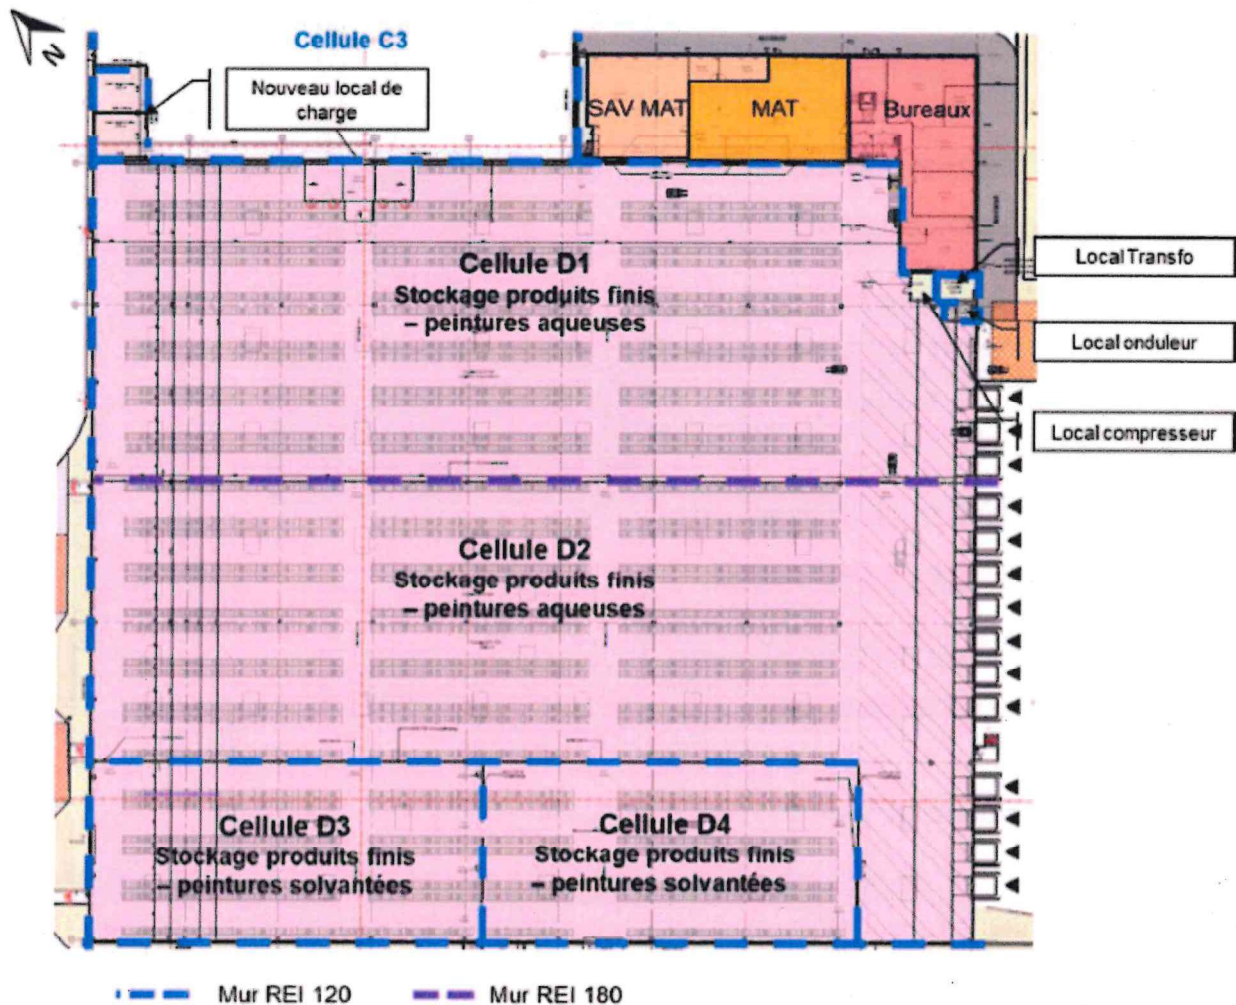 N
Cellule C3
Nouveau local de
charge
SAV MAT
MAT
Bureaux
Local Transfo
Cellule D1
Stockage produits finis
– peintures aqueuses
Local onduleur
Local compresseur
Cellule D2
Stockage produits finis
– peintures aqueuses
Cellule D3
Stockage produits finis
– peintures solvantées
Cellule D4
Stockage produits finis
– peintures solvantées
Mur REI 120
Mur REI 180